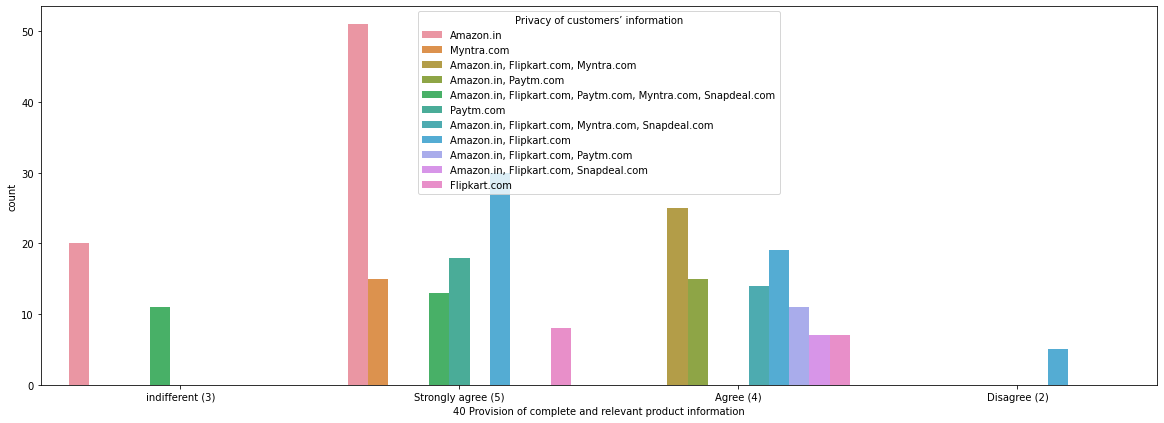 Privacy of customers’ information
Amazon.in
Myntra.com
Amazon.in, Flipkart.com, Myntra.com
Amazon.in, Paytm.com
Amazon.in, Flipkart.com, Paytm.com, Myntra.com, Snapdeal.com
Paytm.com
Amazon.in, Flipkart.com, Myntra.com, Snapdeal.com
Amazon.in, Flipkart.com
Amazon.in, Flipkart.com, Paytm.com
Amazon.in, Flipkart.com, Snapdeal.com
Flipkart.com
count
50
40
30
20
10
0
indifferent (3) Strongly agree (5) Agree (4) Disagree (2)
40 Provision of complete and relevant product information